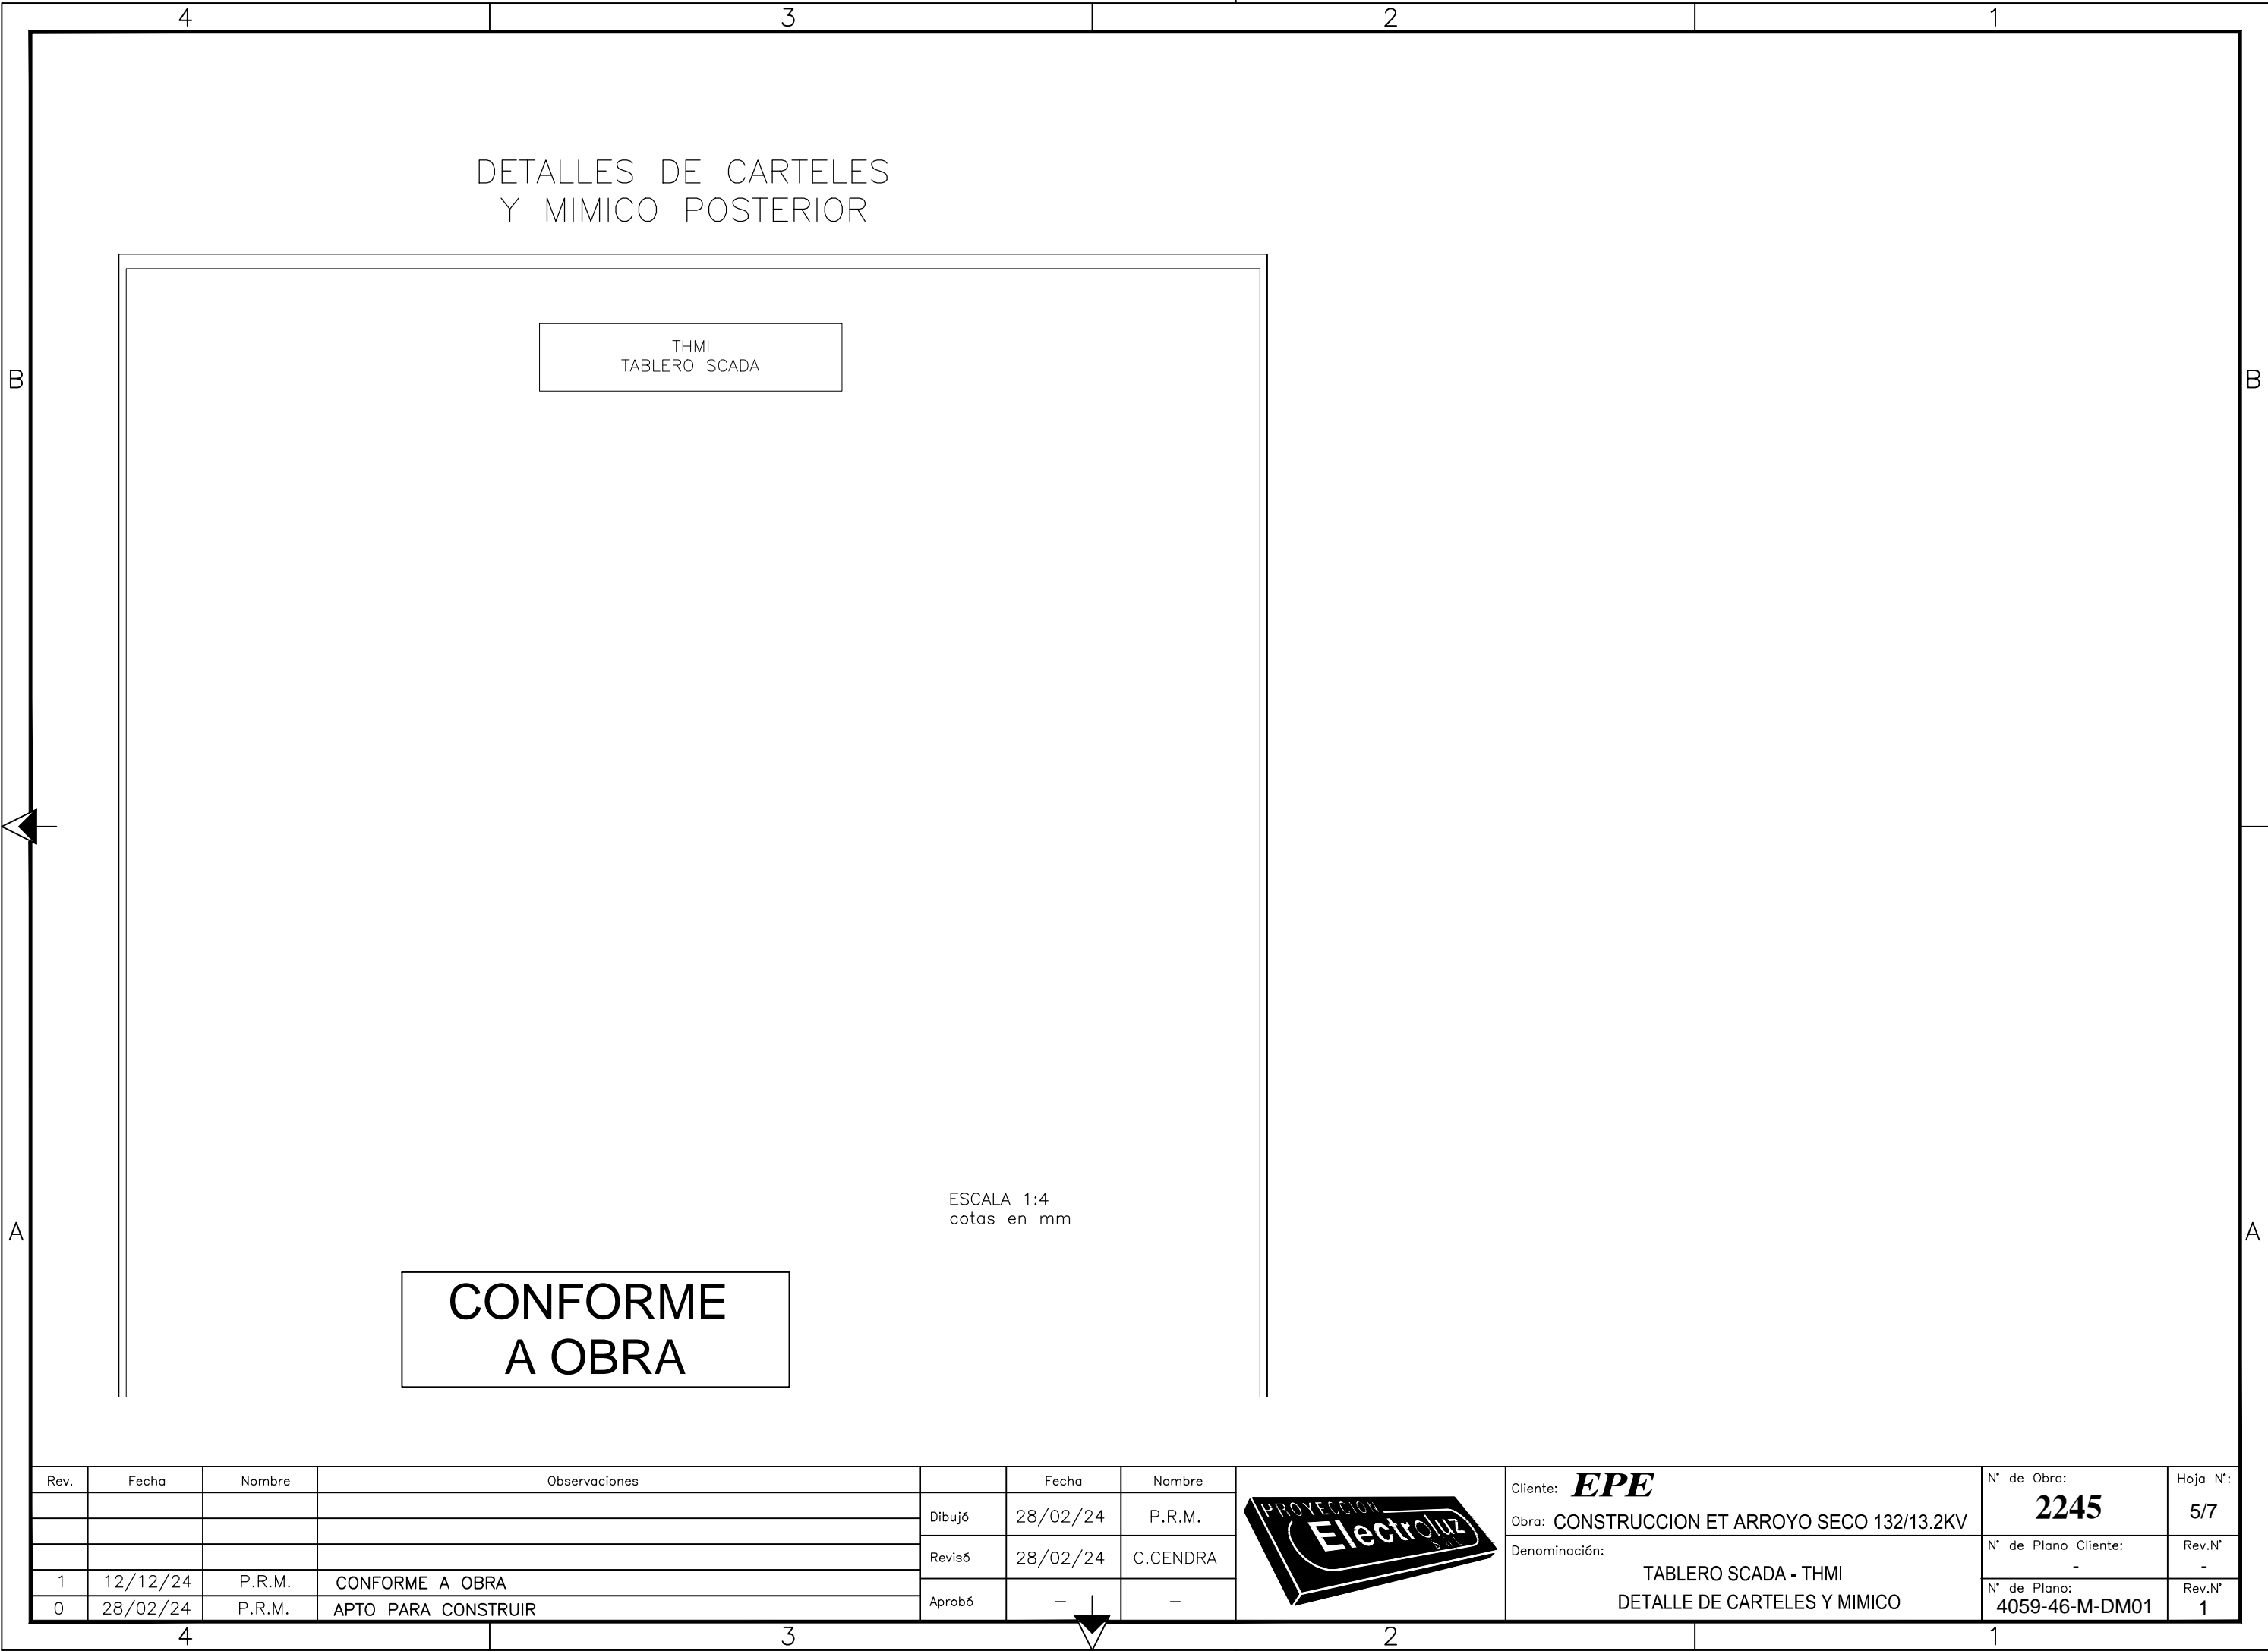 4 3 2 1
DETALLES DE CARTELES
Y MIMICO POSTERIOR
THMI
TABLERO SCADA
B B
ESCALA 1:4
cotas en mm
A A
CONFORME
A OBRA
Rev. Fecha Nombre Observaciones
1 12/12/24 P.R.M. CONFORME A OBRA
0 28/02/24 P.R.M. APTO PARA CONSTRUIR
Fecha Nombre
Dibujó 28/02/24 P.R.M.
Revisó 28/02/24 C.CENDRA
Aprobó - -
PROYECCION
Electroluz
S.R.L.
Cliente: EPE
Obra: CONSTRUCCION ET ARROYO SECO 132/13.2KV
Denominación:
TABLERO SCADA - THMI
DETALLE DE CARTELES Y MIMICO
N° de Obra:
2245
Hoja N°:
5/7
N° de Plano Cliente:
-
Rev.N°
-
N° de Plano:
4059-46-M-DM01
Rev.N°
1
4 3 2 1